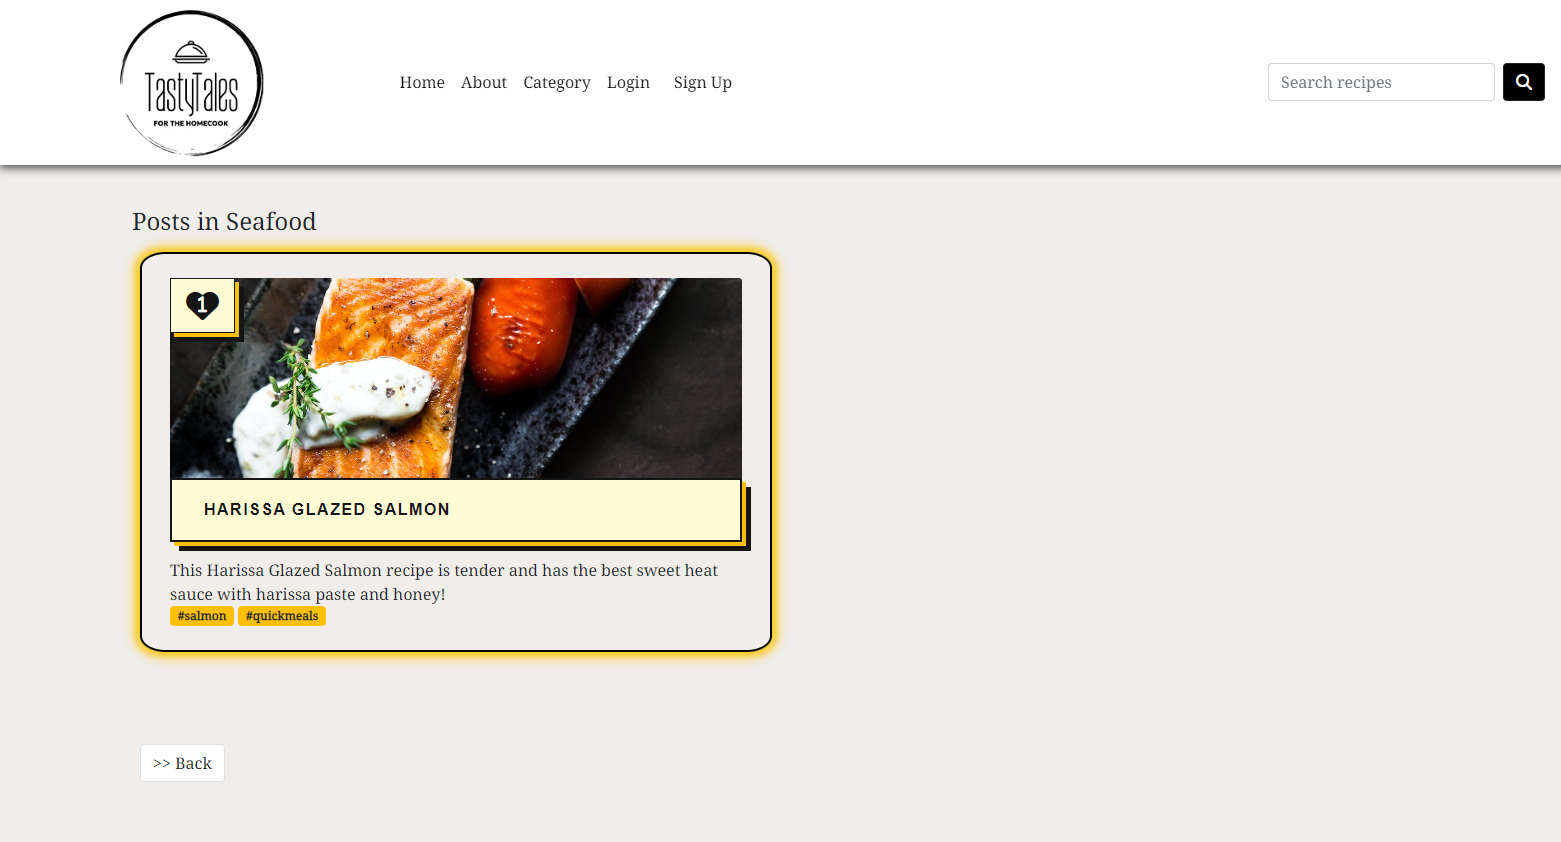 TastyTales
FOR THE HOMECOOK
Home About Category Login Sign Up
Search recipes
Posts in Seafood
1
HARISSA GLAZED SALMON
This Harissa Glazed Salmon recipe is tender and has the best sweet heat
sauce with harissa paste and honey!
#salmon #quickmeals
>> Back